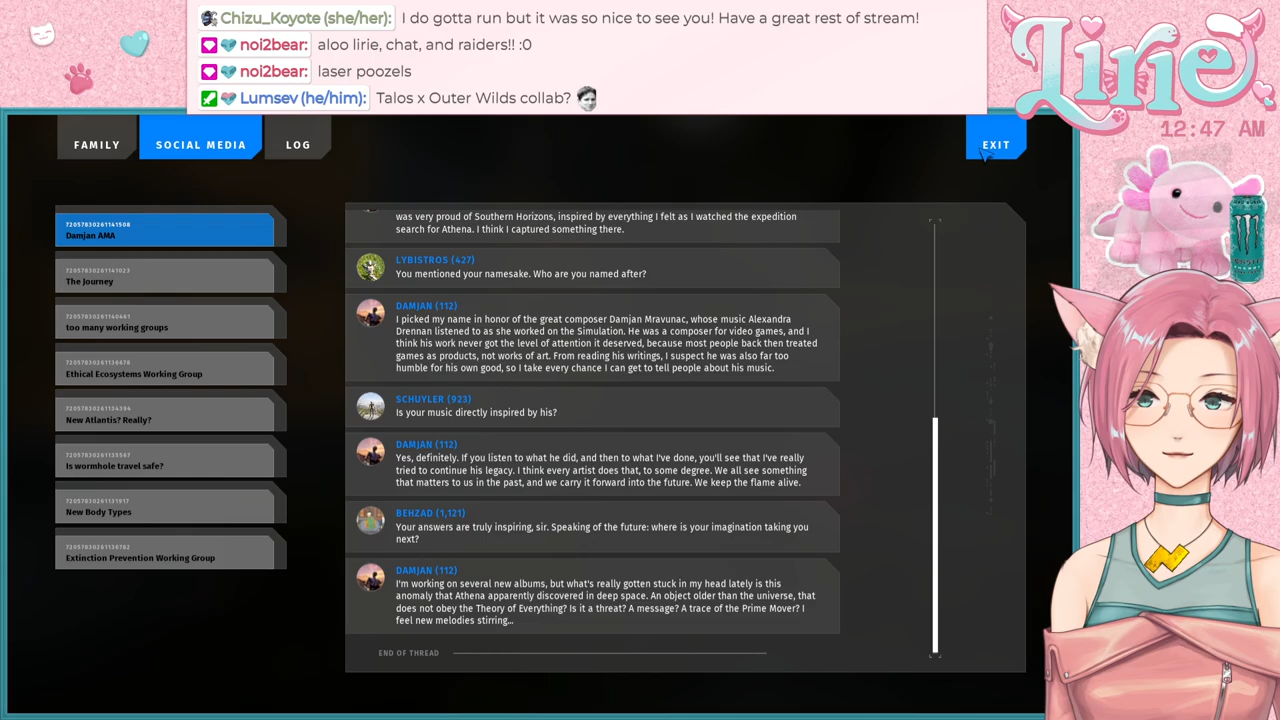 Chizu_Koyote (she/her): I do gotta run but it was so nice to see you! Have a great rest of stream!
noi2bear: aloo lirie, chat, and raiders!! :0
noi2bear: laser poozels
Lumsev (he/him): Talos x Outer Wilds collab?
Lirie
12:47 AM
FAMILY
SOCIAL MEDIA
LOG
EXIT
72057830261141508
Damjan AMA
72057830261141023
The Journey
72057830261140461
too many working groups
72057830261136678
Ethical Ecosystems Working Group
72057830261134394
New Atlantis? Really?
72057830261135567
Is wormhole travel safe?
72057830261131917
New Body Types
72057830261136782
Extinction Prevention Working Group
was very proud of Southern Horizons, inspired by everything I felt as I watched the expedition
search for Athena. I think I captured something there.
LYBISTROS (427)
You mentioned your namesake. Who are you named after?
DAMJAN (112)
I picked my name in honor of the great composer Damjan Mravunac, whose music Alexandra
Drennan listened to as she worked on the Simulation. He was a composer for video games, and I
think his work never got the level of attention it deserved, because most people back then treated
games as products, not works of art. From reading his writings, I suspect he was also far too
humble for his own good, so I take every chance I can get to tell people about his music.
SCHUYLER (923)
Is your music directly inspired by his?
DAMJAN (112)
Yes, definitely. If you listen to what he did, and then to what I've done, you'll see that I've really
tried to continue his legacy. I think every artist does that, to some degree. We all see something
that matters to us in the past, and we carry it forward into the future. We keep the flame alive.
BEHZAD (1,121)
Your answers are truly inspiring, sir. Speaking of the future: where is your imagination taking you
next?
DAMJAN (112)
I'm working on several new albums, but what's really gotten stuck in my head lately is this
anomaly that Athena apparently discovered in deep space. An object older than the universe, that
does not obey the Theory of Everything? Is it a threat? A message? A trace of the Prime Mover? I
feel new melodies stirring...
END OF THREAD